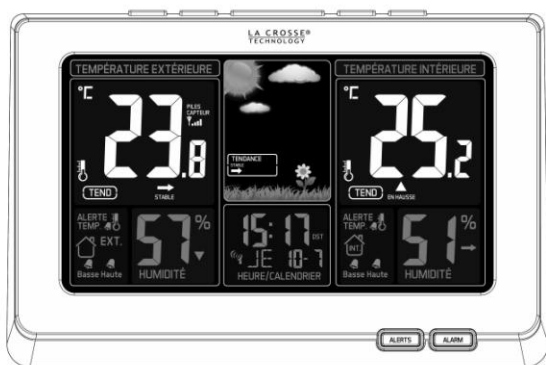 LA CROSSE®
TECHNOLOGY
TEMPÉRATURE EXTÉRIEURE
°C
23.8
PILES
CAPTEUR
TEND
STABLE
ALERTE
TEMP.
EXT.
Basse Haute
57%
HUMIDITÉ
TENDANCE
STABLE
15:17
DST
JE 10-7
HEURE/CALENDRIER
TEMPÉRATURE INTÉRIEURE
°C
25.2
TEND
EN HAUSSE
ALERTE
TEMP.
INT.
Basse Haute
51%
HUMIDITÉ
ALERTS
ALARM